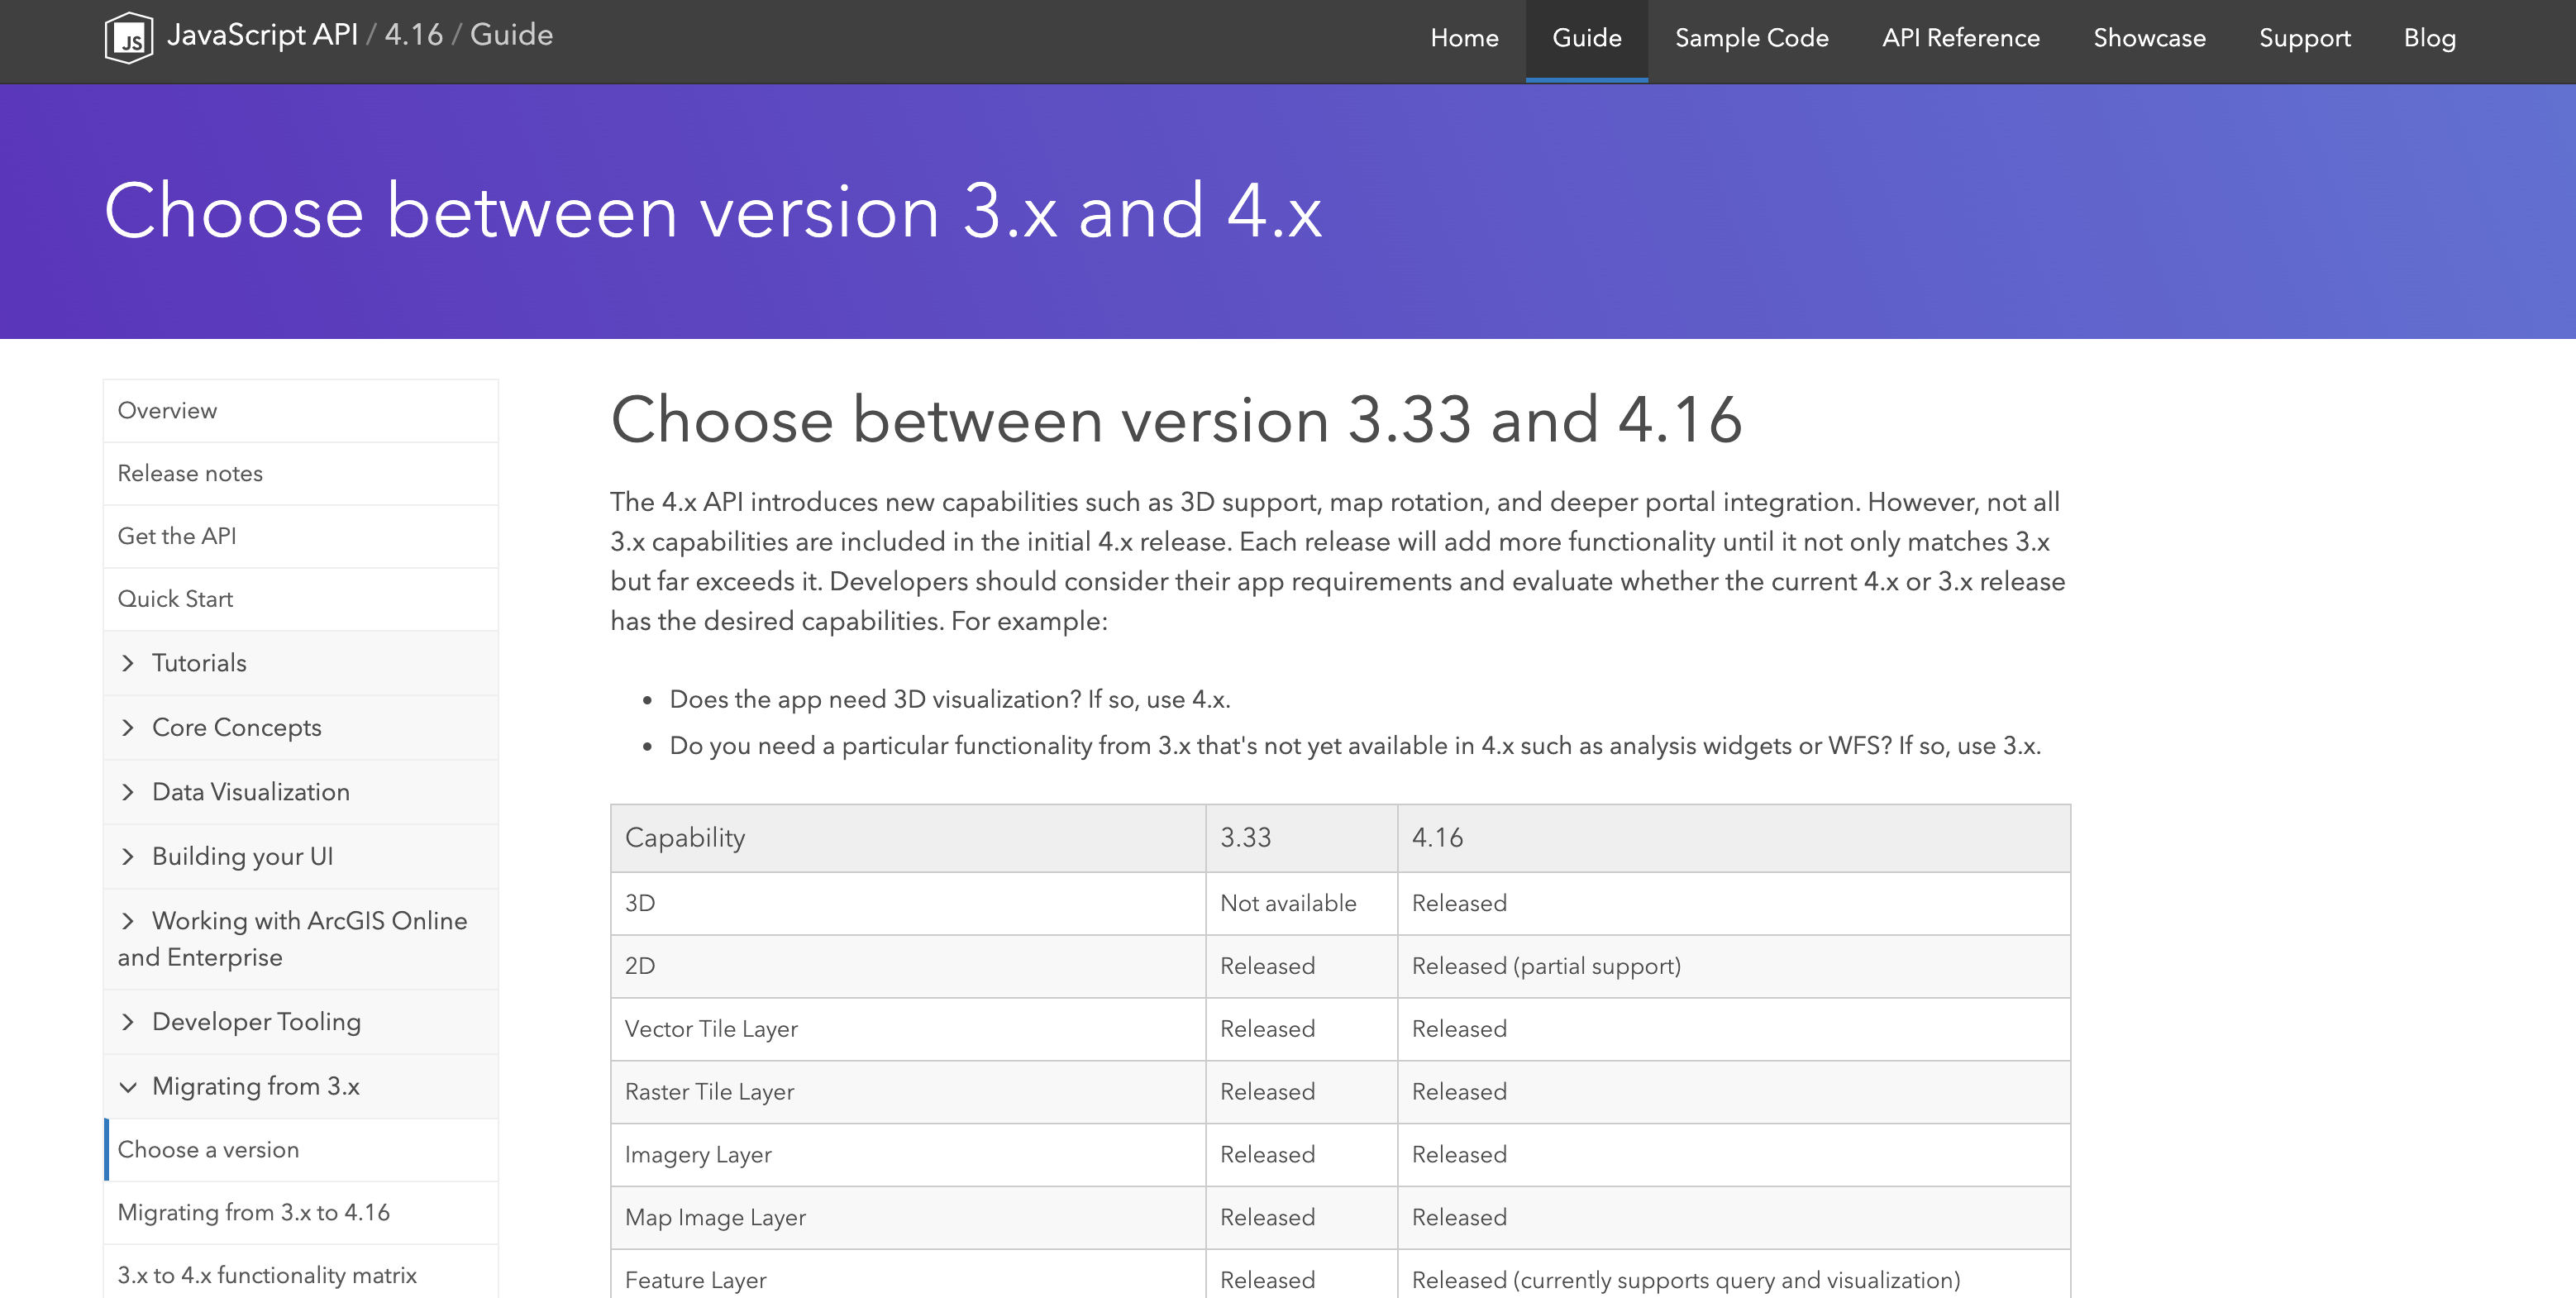 JS JavaScript API / 4.16 / Guide
Home Guide Sample Code API Reference Showcase Support Blog
Choose between version 3.x and 4.x
Overview
Release notes
Get the API
Quick Start
Tutorials
Core Concepts
Data Visualization
Building your UI
Working with ArcGIS Online
and Enterprise
Developer Tooling
Migrating from 3.x
Choose a version
Migrating from 3.x to 4.16
3.x to 4.x functionality matrix
Choose between version 3.33 and 4.16
The 4.x API introduces new capabilities such as 3D support, map rotation, and deeper portal integration. However, not all
3.x capabilities are included in the initial 4.x release. Each release will add more functionality until it not only matches 3.x
but far exceeds it. Developers should consider their app requirements and evaluate whether the current 4.x or 3.x release
has the desired capabilities. For example:
• Does the app need 3D visualization? If so, use 4.x.
• Do you need a particular functionality from 3.x that's not yet available in 4.x such as analysis widgets or WFS? If so, use 3.x.
Capability 3.33 4.16
3D Not available Released
2D Released Released (partial support)
Vector Tile Layer Released Released
Raster Tile Layer Released Released
Imagery Layer Released Released
Map Image Layer Released Released
Feature Layer Released Released (currently supports query and visualization)